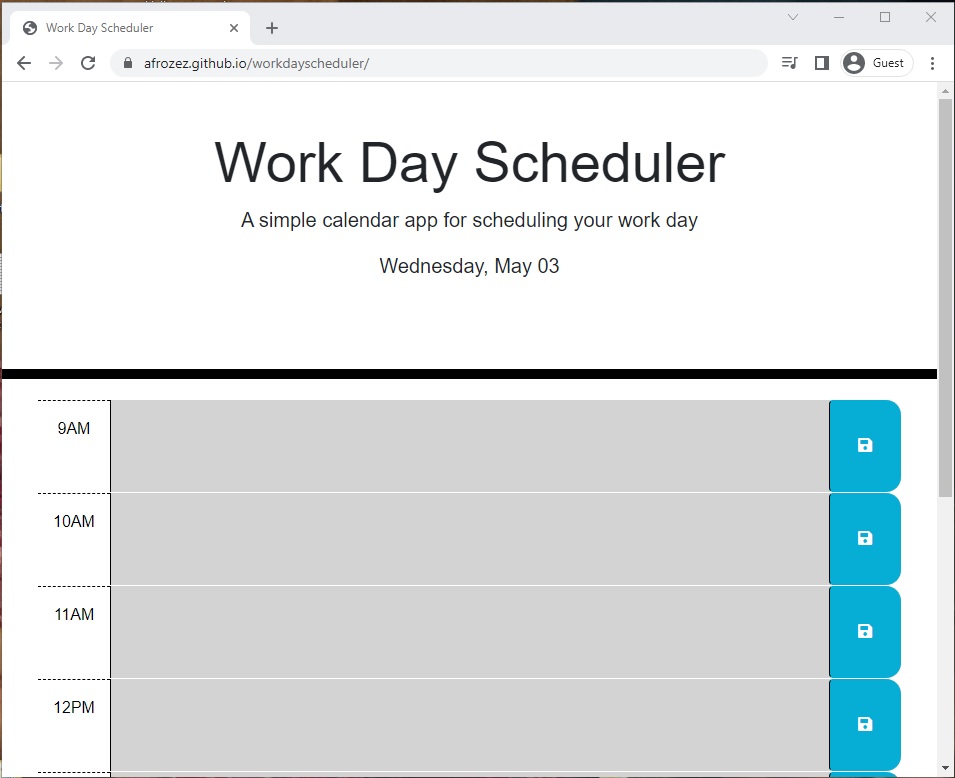 Work Day Scheduler
afrozez.github.io/workdayscheduler/
Guest
Work Day Scheduler
A simple calendar app for scheduling your work day
Wednesday, May 03
9AM
10AM
11AM
12PM